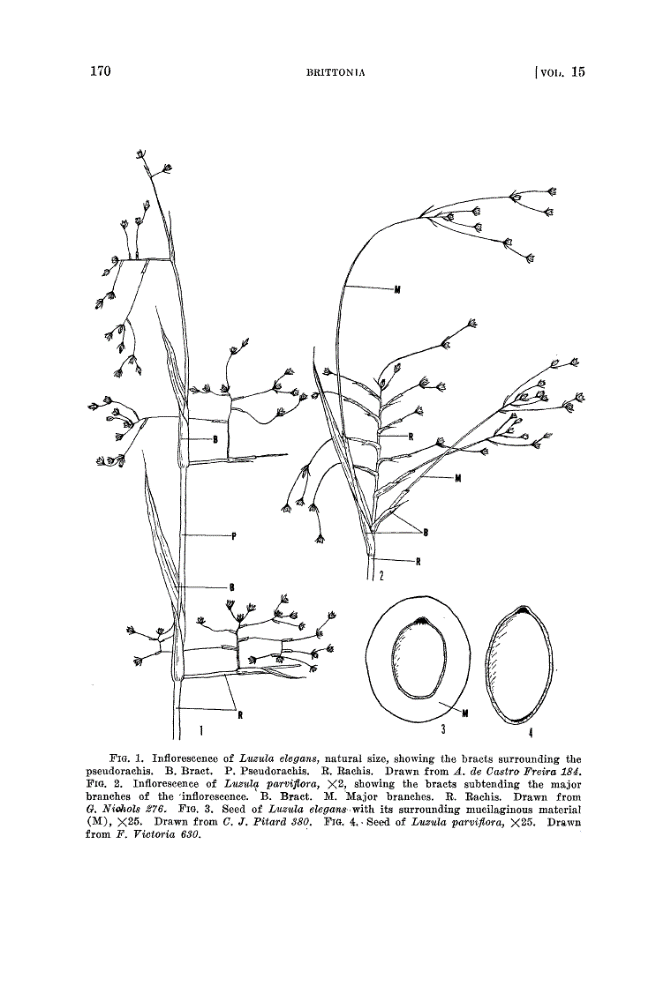 170
BRITTONIA
[VOL. 15
M
B
R
M
P
B
R
2
B
R
1
M
3
4
FIG. 1. Inflorescence of Luzula elegans, natural size, showing the bracts surrounding the
pseudorachis. B. Bract. P. Pseudorachis. R. Rachis. Drawn from A. de Castro Freira 184.
FIG. 2. Inflorescence of Luzula parviflora, ×2, showing the bracts subtending the major
branches of the inflorescence. B. Bract. M. Major branches. R. Rachis. Drawn from
G. Nichols 276. FIG. 3. Seed of Luzula elegans with its surrounding mucilaginous material
(M), ×25. Drawn from C. J. Pitard 380. FIG. 4. Seed of Luzula parviflora, ×25. Drawn
from F. Victoria 630.